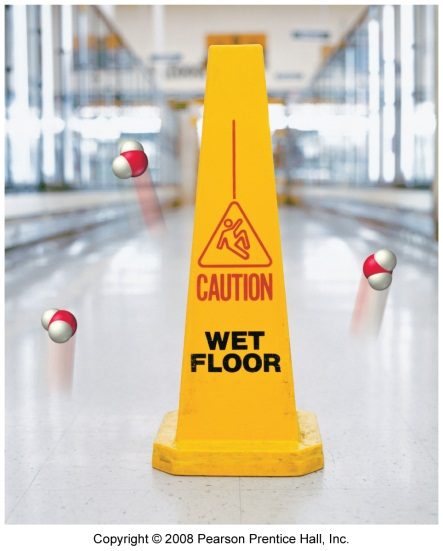 CAUTION
WET
FLOOR
Copyright © 2008 Pearson Prentice Hall, Inc.